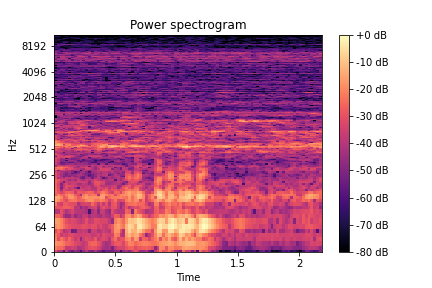 Power spectrogram
8192
4096
2048
1024
512
256
128
64
0
Hz
0 0.5 1 1.5 2
Time
+0 dB
-10 dB
-20 dB
-30 dB
-40 dB
-50 dB
-60 dB
-70 dB
-80 dB